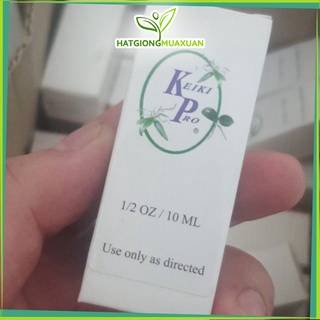 HATGIONGMUAXUAN
KEIKI
PRO
®
1/2 OZ / 10 ML
Use only as directed